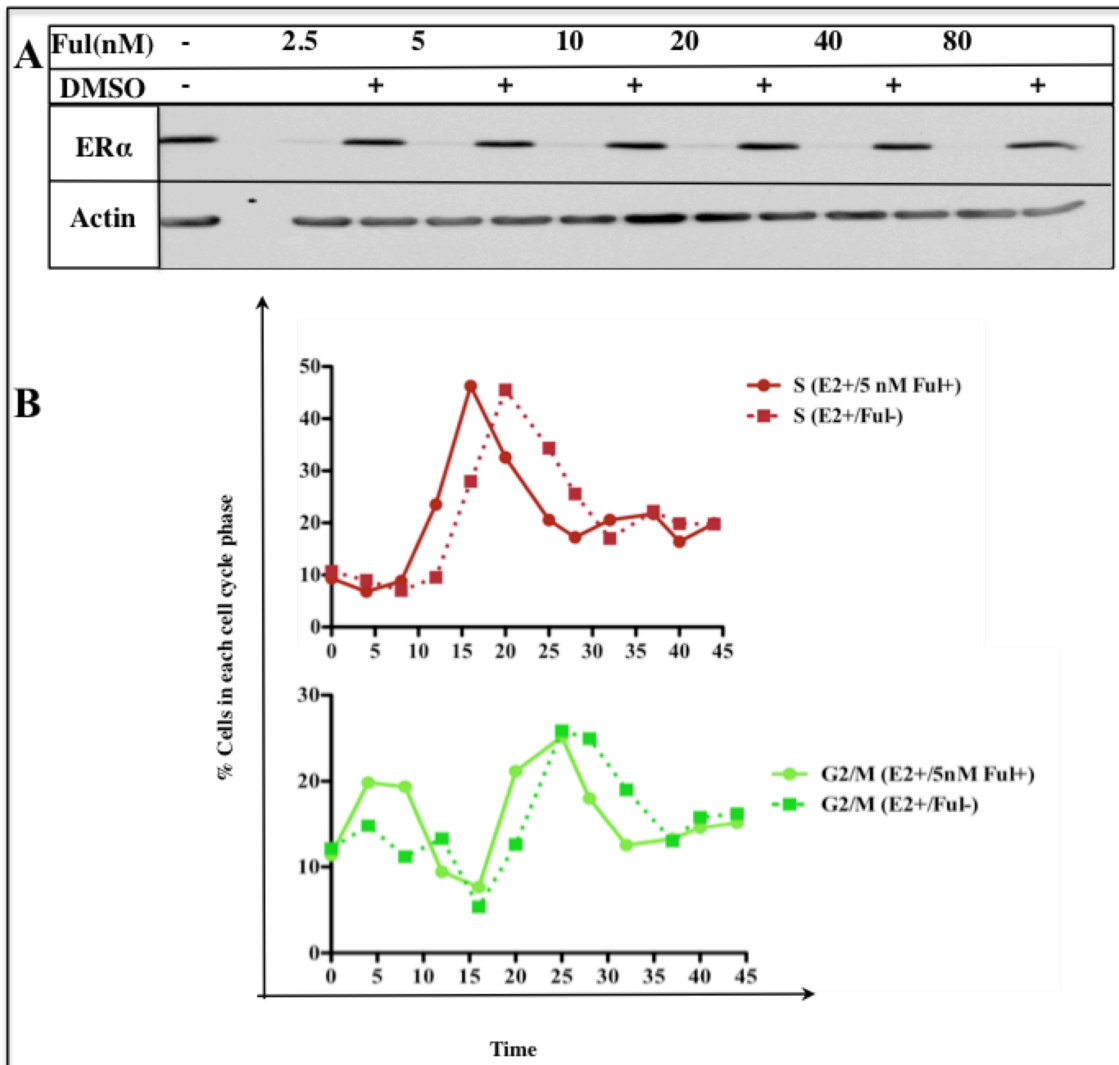 A
Ful(nM) - 2.5 5 10 20 40 80
DMSO - + + + + + +
ERα
Actin
B
% Cells in each cell cycle phase
50
40
30
20
10
0
0 5 10 15 20 25 30 35 40 45
S (E2+/5 nM Ful+)
S (E2+/Ful-)
30
20
10
0
0 5 10 15 20 25 30 35 40 45
G2/M (E2+/5nM Ful+)
G2/M (E2+/Ful-)
Time